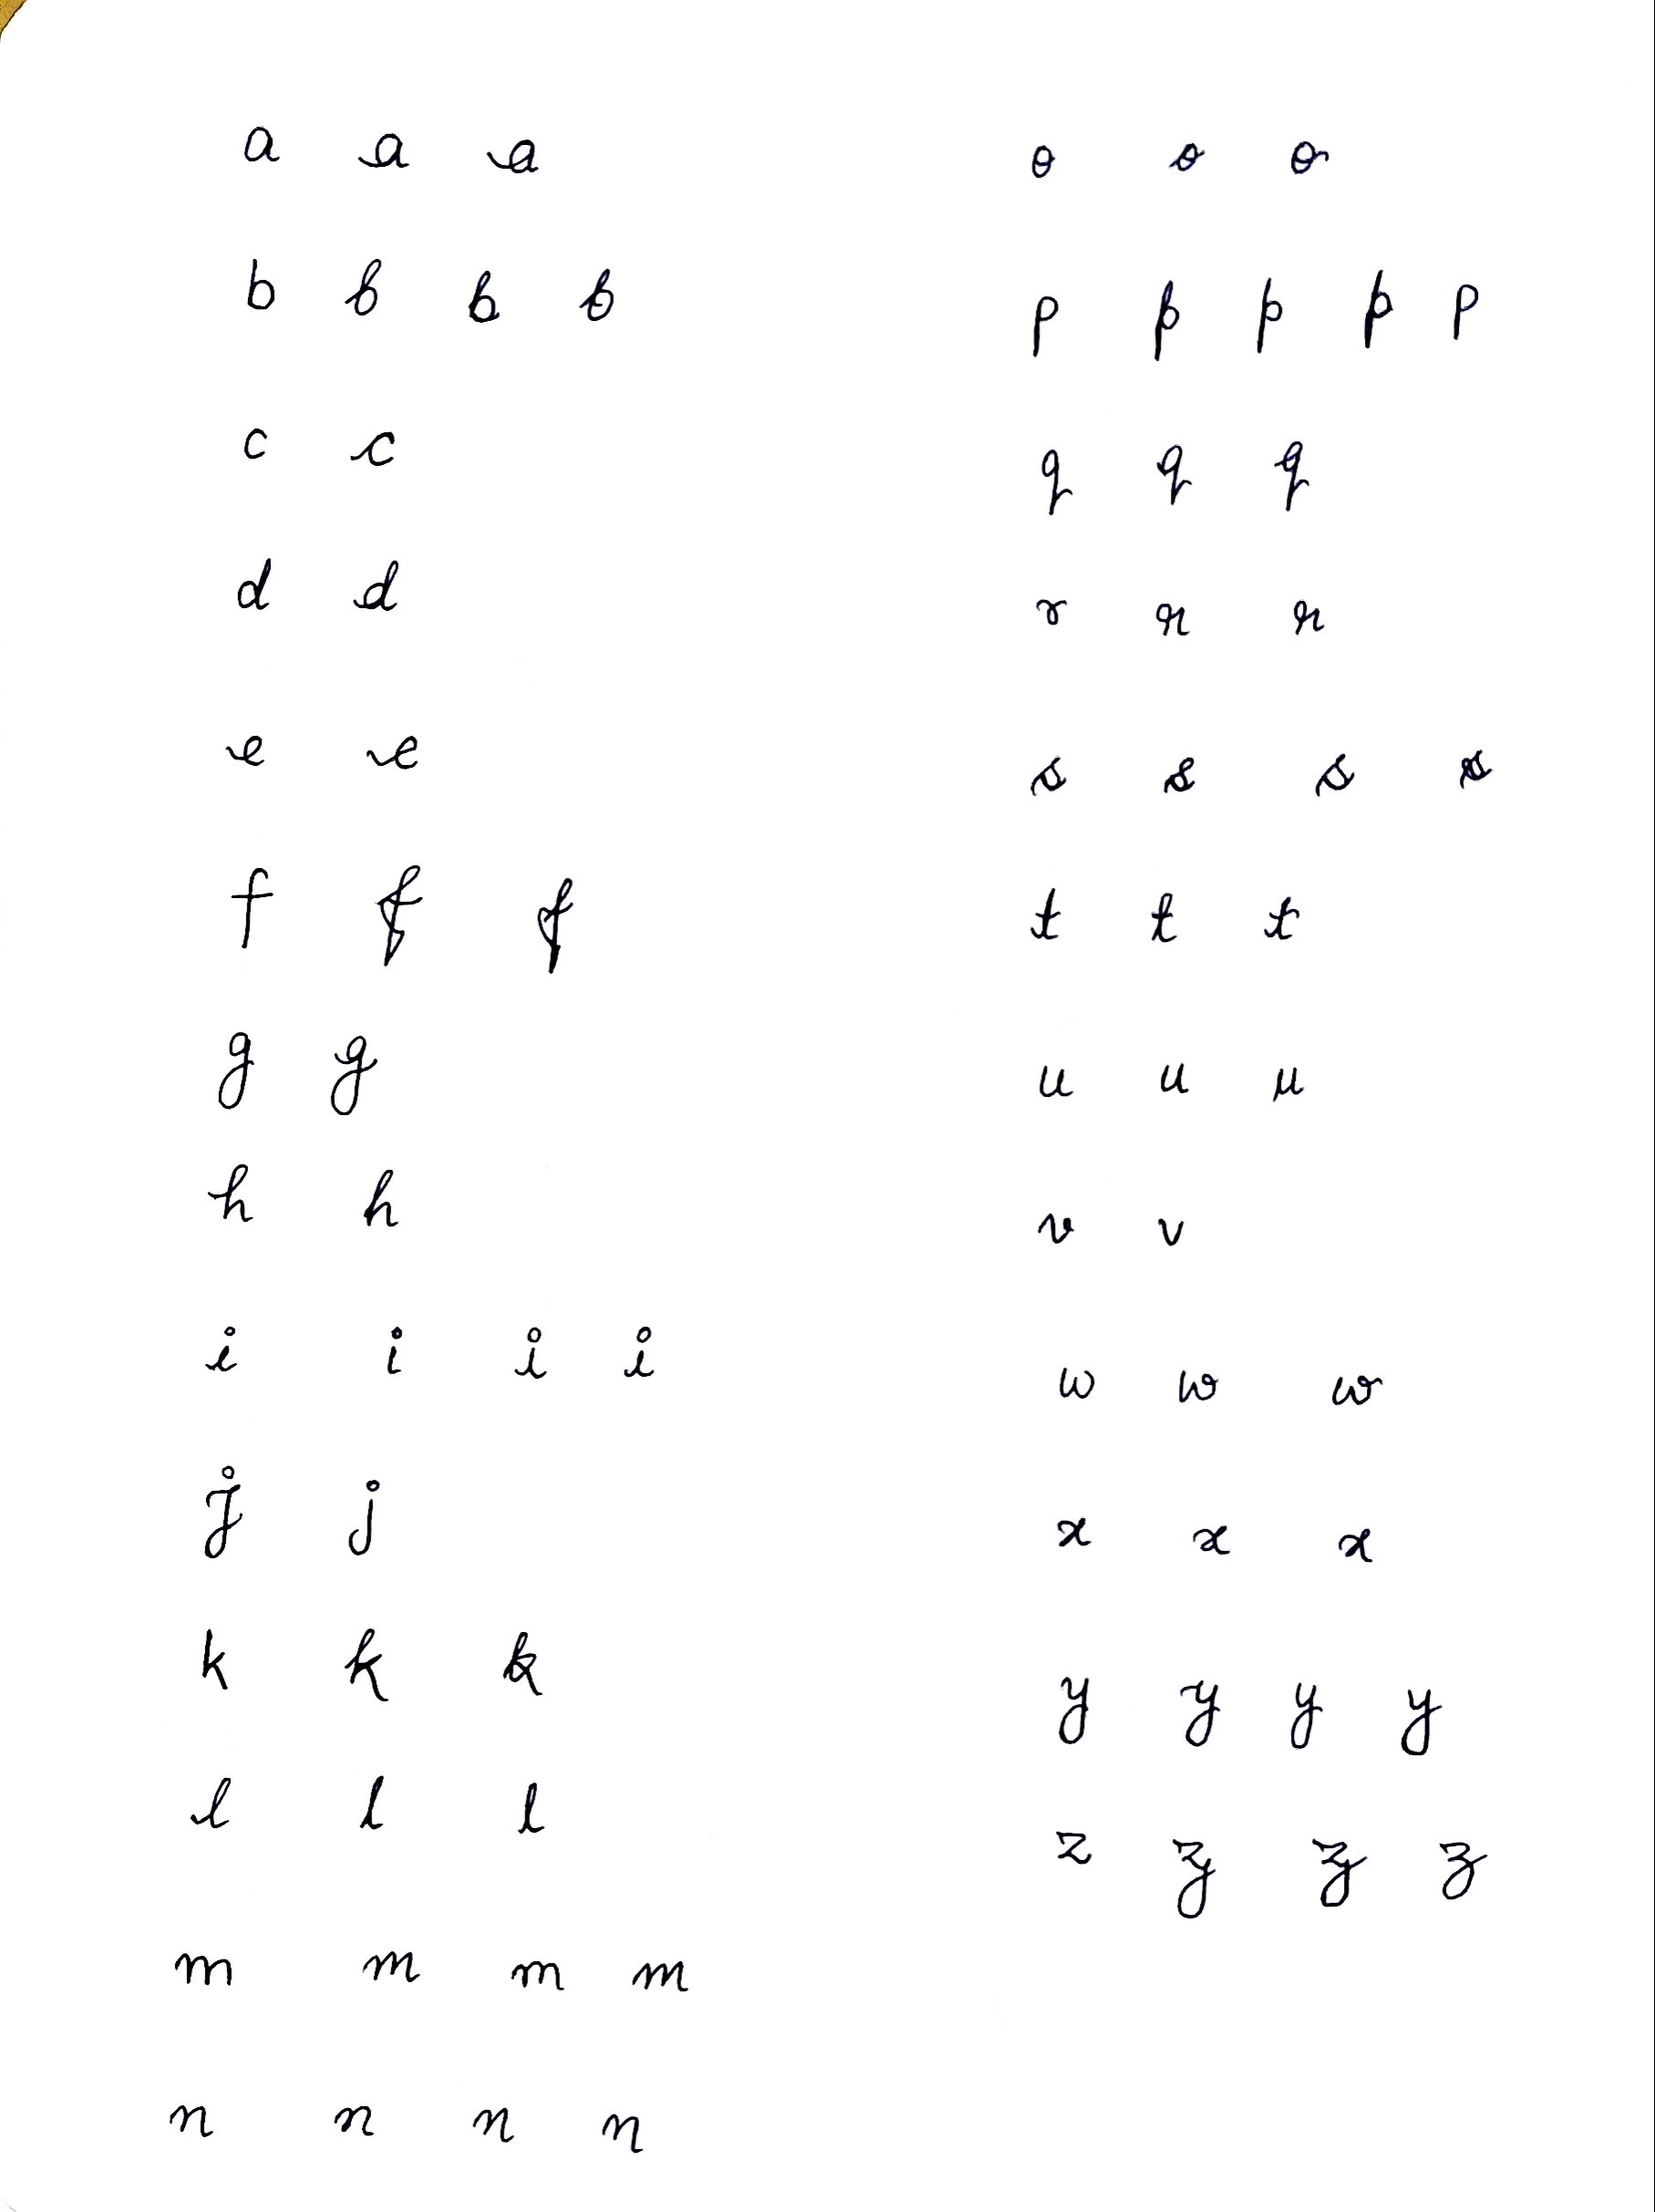 a a a
b b b b
c c
d d
e e
f f f
g g
h h
i i i i
j j
k k k
l l l
m m m m
n n n n
o o o
p p p p p
q q q
r r r
s s s s
t t t
u u u
v v
w w w
x x x
y y y y
z z z z